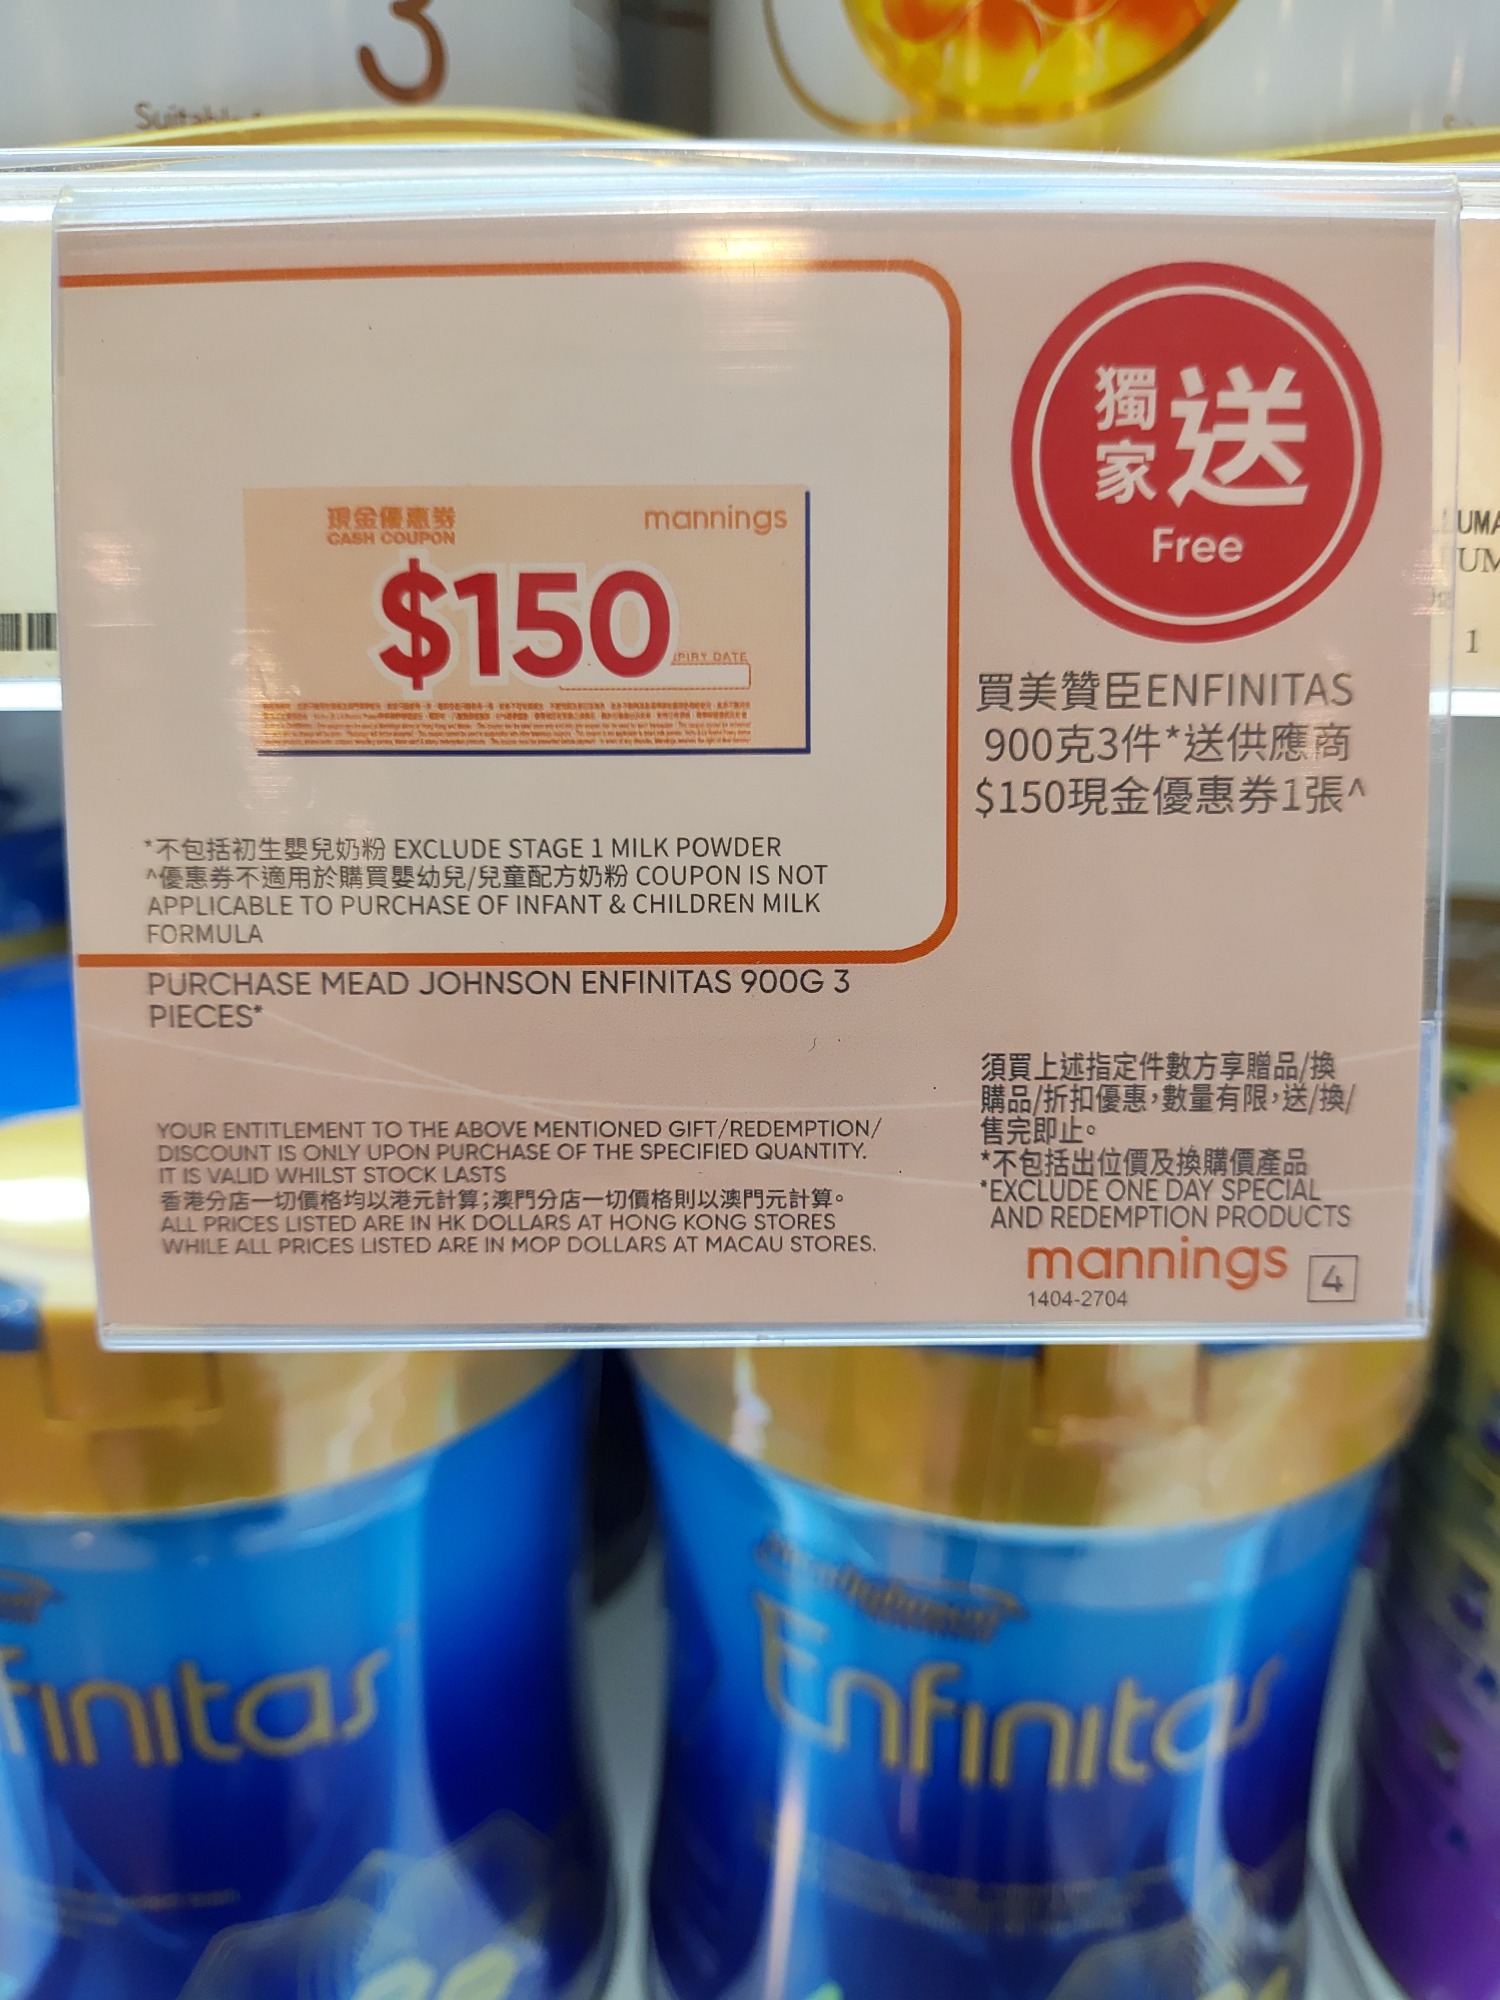 3
獨家
送
Free
現金優惠券
CASH COUPON
mannings
$150
PIRY DATE
買美贊臣ENFINITAS
900克3件*送供應商
$150現金優惠券1張^
*不包括初生嬰兒奶粉 EXCLUDE STAGE 1 MILK POWDER
^優惠券不適用於購買嬰幼兒/兒童配方奶粉 COUPON IS NOT
APPLICABLE TO PURCHASE OF INFANT & CHILDREN MILK
FORMULA
PURCHASE MEAD JOHNSON ENFINITAS 900G 3
PIECES*
YOUR ENTITLEMENT TO THE ABOVE MENTIONED GIFT/REDEMPTION/
DISCOUNT IS ONLY UPON PURCHASE OF THE SPECIFIED QUANTITY.
IT IS VALID WHILST STOCK LASTS
香港分店一切價格均以港元計算;澳門分店一切價格則以澳門元計算。
ALL PRICES LISTED ARE IN HK DOLLARS AT HONG KONG STORES
WHILE ALL PRICES LISTED ARE IN MOP DOLLARS AT MACAU STORES.
須買上述指定件數方享贈品/換
購品/折扣優惠,數量有限,送/換/
售完即止。
*不包括出位價及換購價產品
*EXCLUDE ONE DAY SPECIAL
AND REDEMPTION PRODUCTS
mannings
4
1404-2704
UMA
UM
1
finitas
Enfinitas